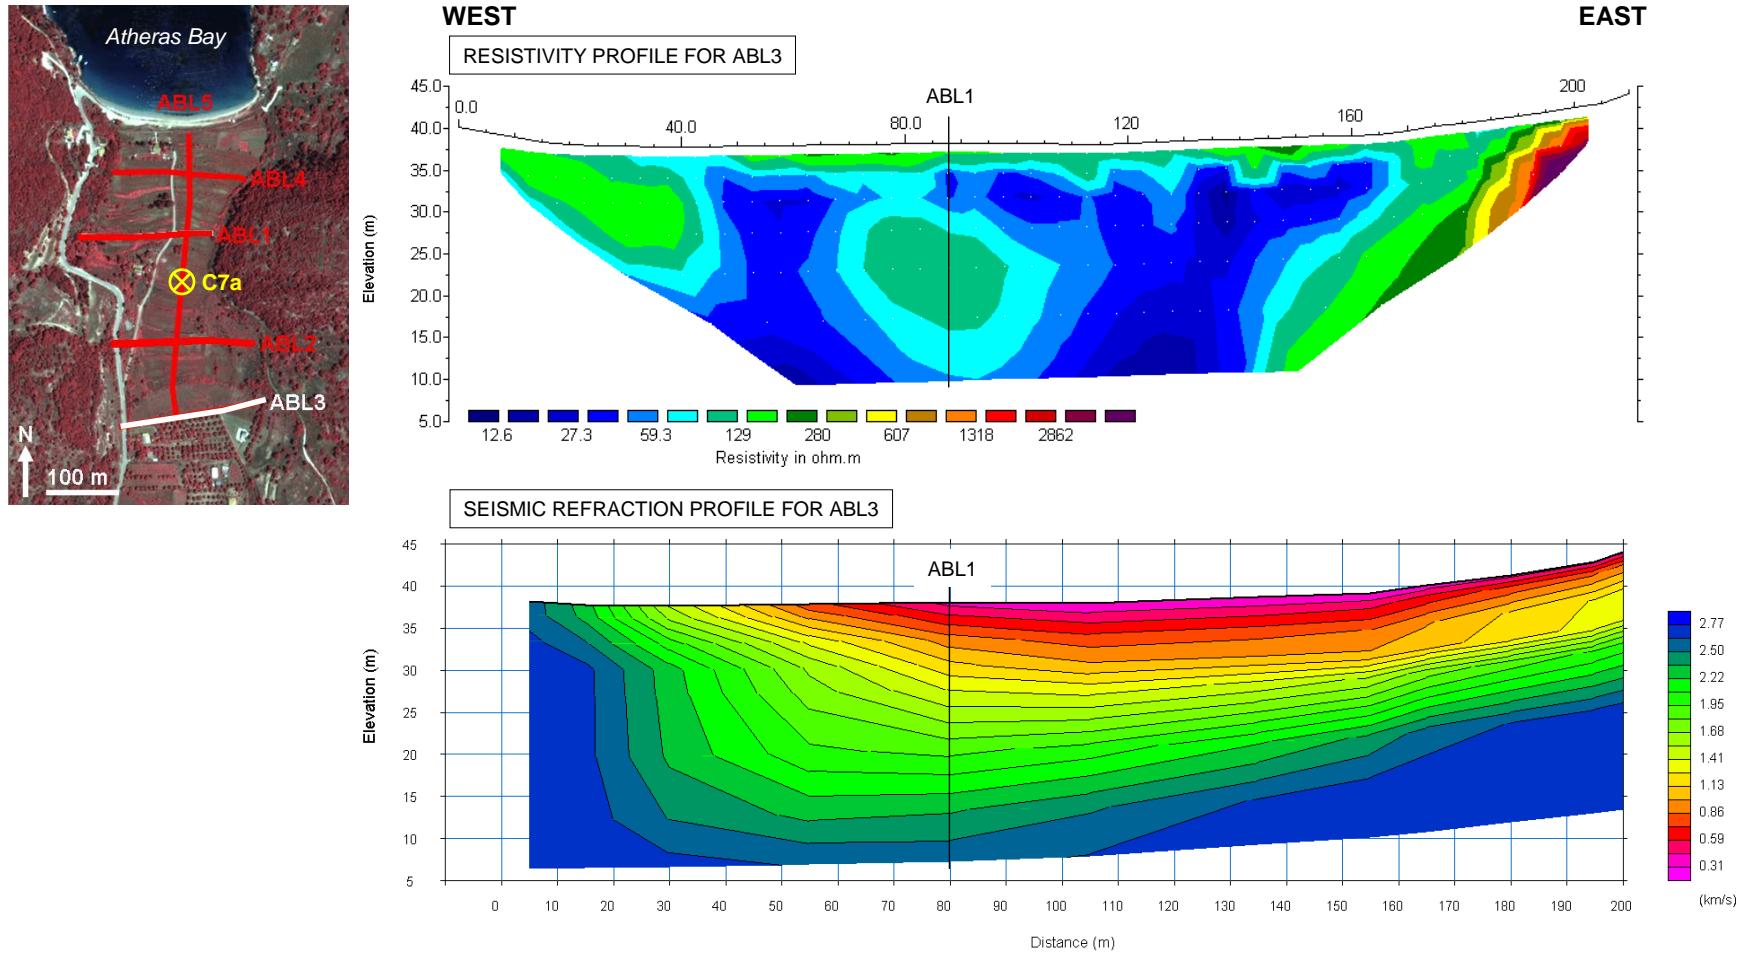 Atheras Bay
ABL5
ABL4
ABL1
C7a
ABL2
ABL3
N
100 m
WEST
EAST
RESISTIVITY PROFILE FOR ABL3
ABL1
0.0
40.0
80.0
120
160
200
45.0
40.0
35.0
30.0
25.0
20.0
15.0
10.0
5.0
Elevation (m)
12.6 27.3 59.3 129 280 607 1318 2862
Resistivity in ohm.m
SEISMIC REFRACTION PROFILE FOR ABL3
ABL1
45
40
35
30
25
20
15
10
5
Elevation (m)
0 10 20 30 40 50 60 70 80 90 100 110 120 130 140 150 160 170 180 190 200
Distance (m)
2.77
2.50
2.22
1.95
1.68
1.41
1.13
0.86
0.59
0.31
(km/s)